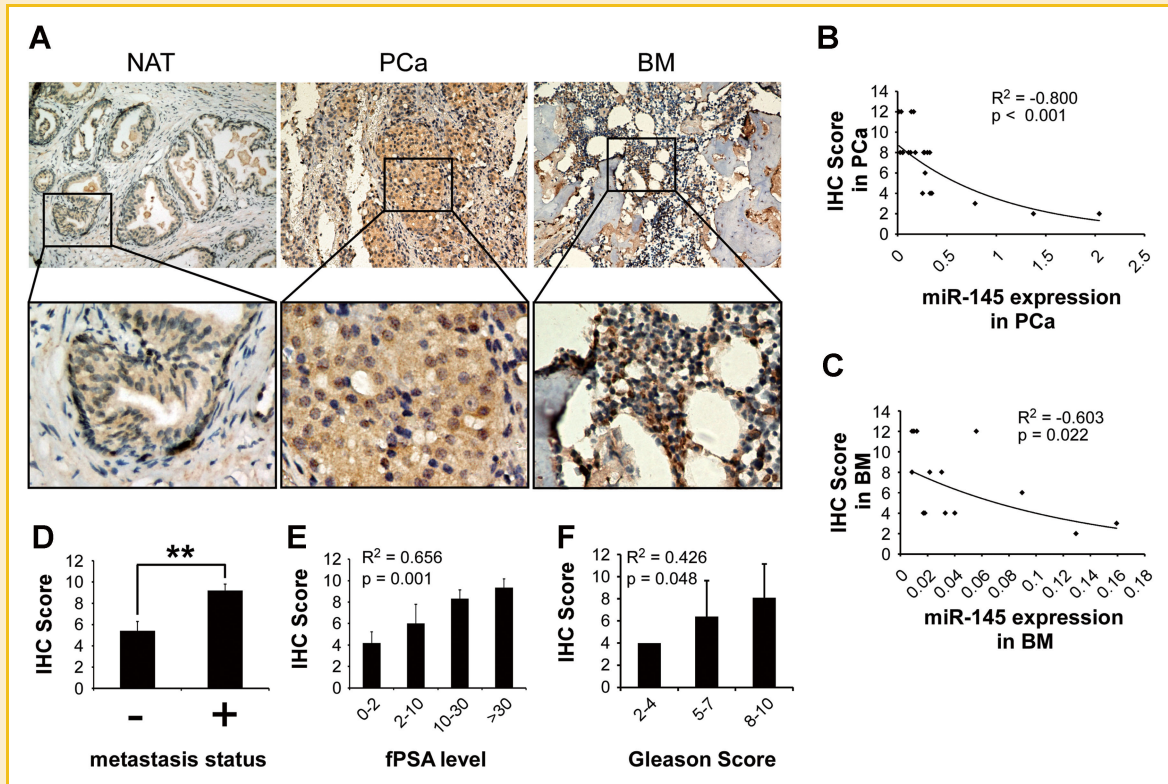 A
NAT
PCa
BM
B
14
12
10
8
6
4
2
0
IHC Score
in PCa
R² = -0.800
p < 0.001
0
0.5
1
1.5
2
2.5
miR-145 expression
in PCa
C
14
12
10
8
6
4
2
0
IHC Score
in BM
R² = -0.603
p = 0.022
0
0.02
0.04
0.06
0.08
0.1
0.12
0.14
0.16
0.18
miR-145 expression
in BM
D
12
10
8
6
4
2
0
IHC Score
**
-
+
metastasis status
E
R² = 0.656
p = 0.001
12
10
8
6
4
2
0
IHC Score
0-2
2-10
10-30
>30
fPSA level
F
R² = 0.426
p = 0.048
12
10
8
6
4
2
0
IHC Score
2-4
5-7
8-10
Gleason Score